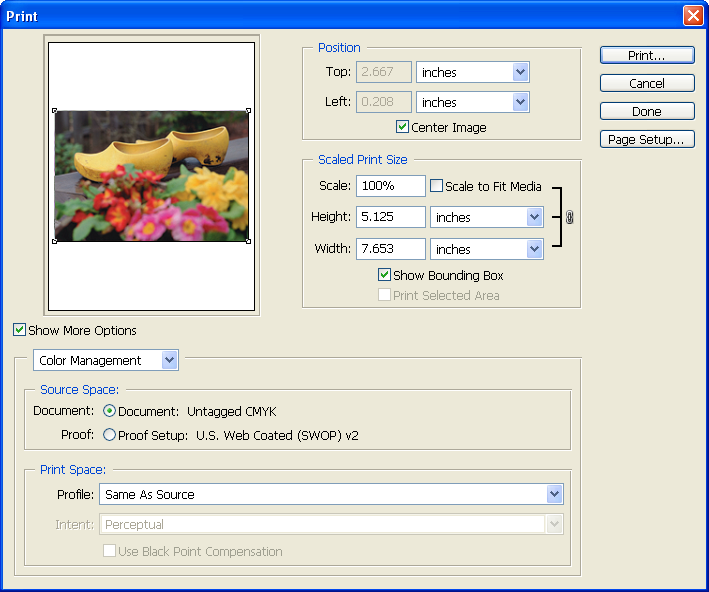 Print
Position
Top: 2.667 inches
Left: 0.208 inches
Center Image
Print...
Cancel
Done
Page Setup...
Scaled Print Size
Scale: 100% Scale to Fit Media
Height: 5.125 inches
Width: 7.653 inches
Show Bounding Box
Print Selected Area
Show More Options
Color Management
Source Space:
Document: Document: Untagged CMYK
Proof: Proof Setup: U.S. Web Coated (SWOP) v2
Print Space:
Profile: Same As Source
Intent: Perceptual
Use Black Point Compensation